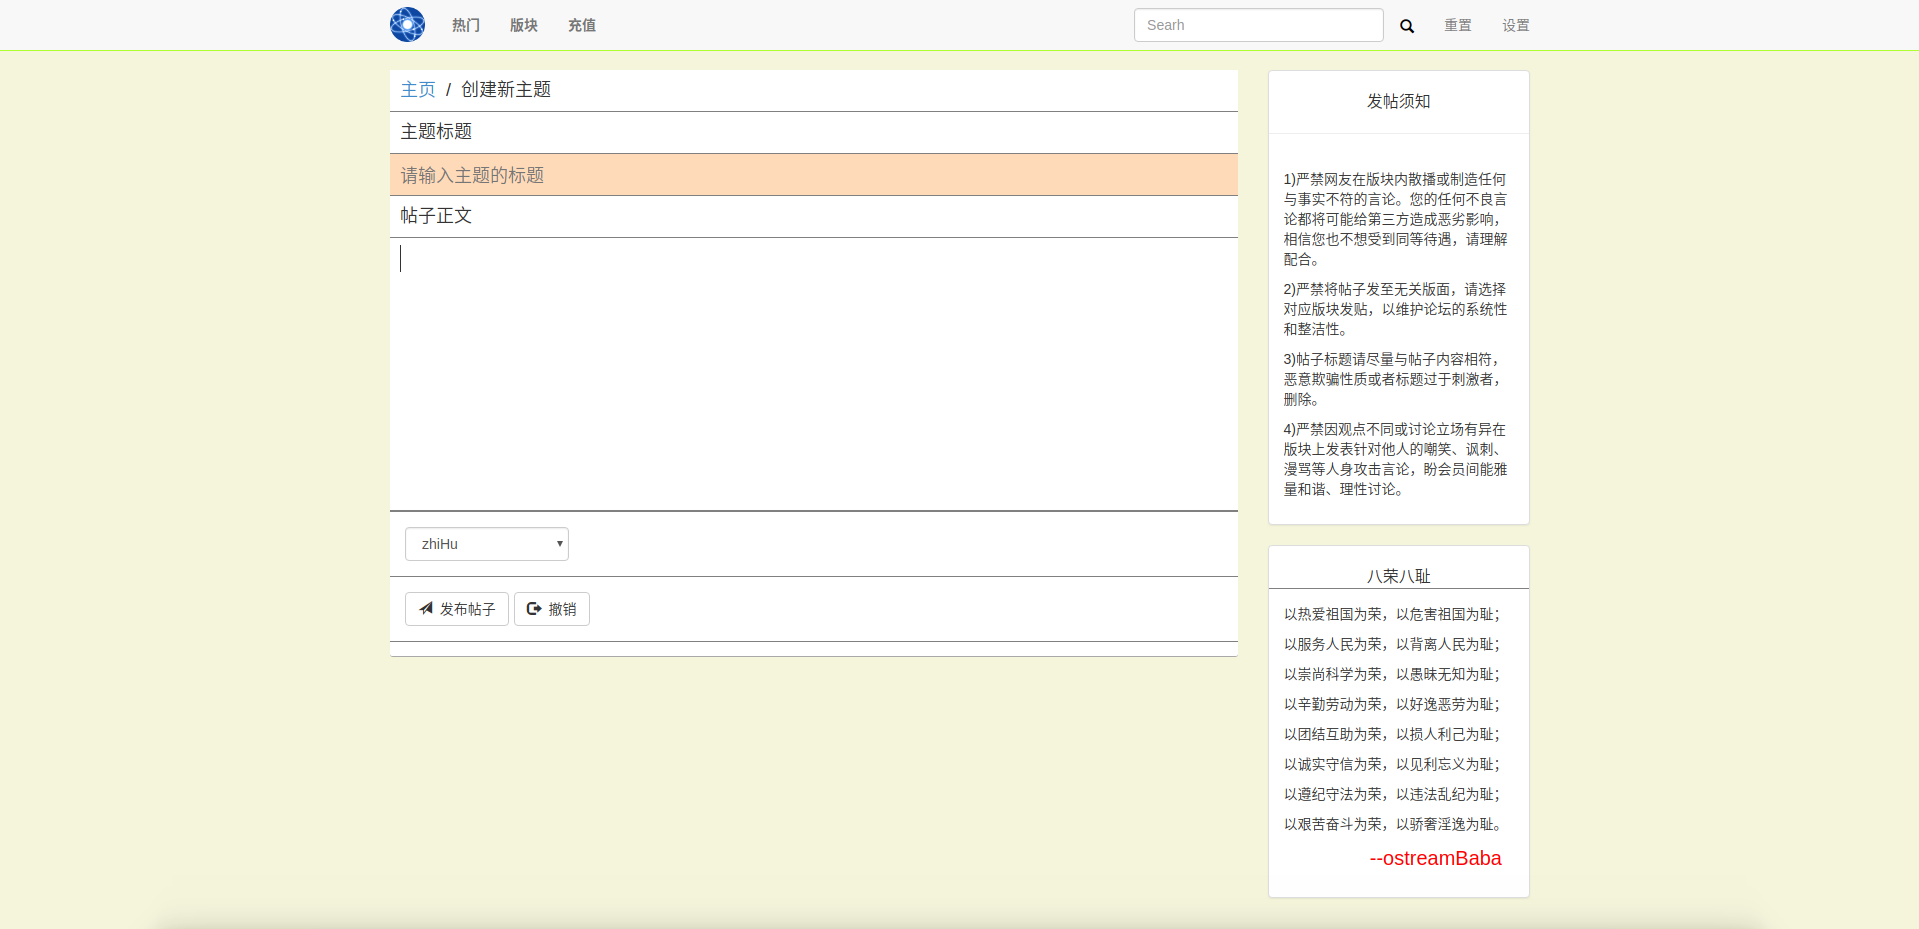 热门 版块 充值 Searh 重置 设置
主页 / 创建新主题
主题标题
请输入主题的标题
帖子正文
zhiHu
发布帖子 撤销
发帖须知
1)严禁网友在版块内散播或制造任何
与事实不符的言论。您的任何不良言
论都将可能给第三方造成恶劣影响，
相信您也不想受到同等待遇，请理解
配合。
2)严禁将帖子发至无关版面，请选择
对应版块发贴，以维护论坛的系统性
和整洁性。
3)帖子标题请尽量与帖子内容相符，
恶意欺骗性质或者标题过于刺激者，
删除。
4)严禁因观点不同或讨论立场有异在
版块上发表针对他人的嘲笑、讽刺、
漫骂等人身攻击言论，盼会员间能雅
量和谐、理性讨论。
八荣八耻
以热爱祖国为荣，以危害祖国为耻；
以服务人民为荣，以背离人民为耻；
以崇尚科学为荣，以愚昧无知为耻；
以辛勤劳动为荣，以好逸恶劳为耻；
以团结互助为荣，以损人利己为耻；
以诚实守信为荣，以见利忘义为耻；
以遵纪守法为荣，以违法乱纪为耻；
以艰苦奋斗为荣，以骄奢淫逸为耻。
--ostreamBaba